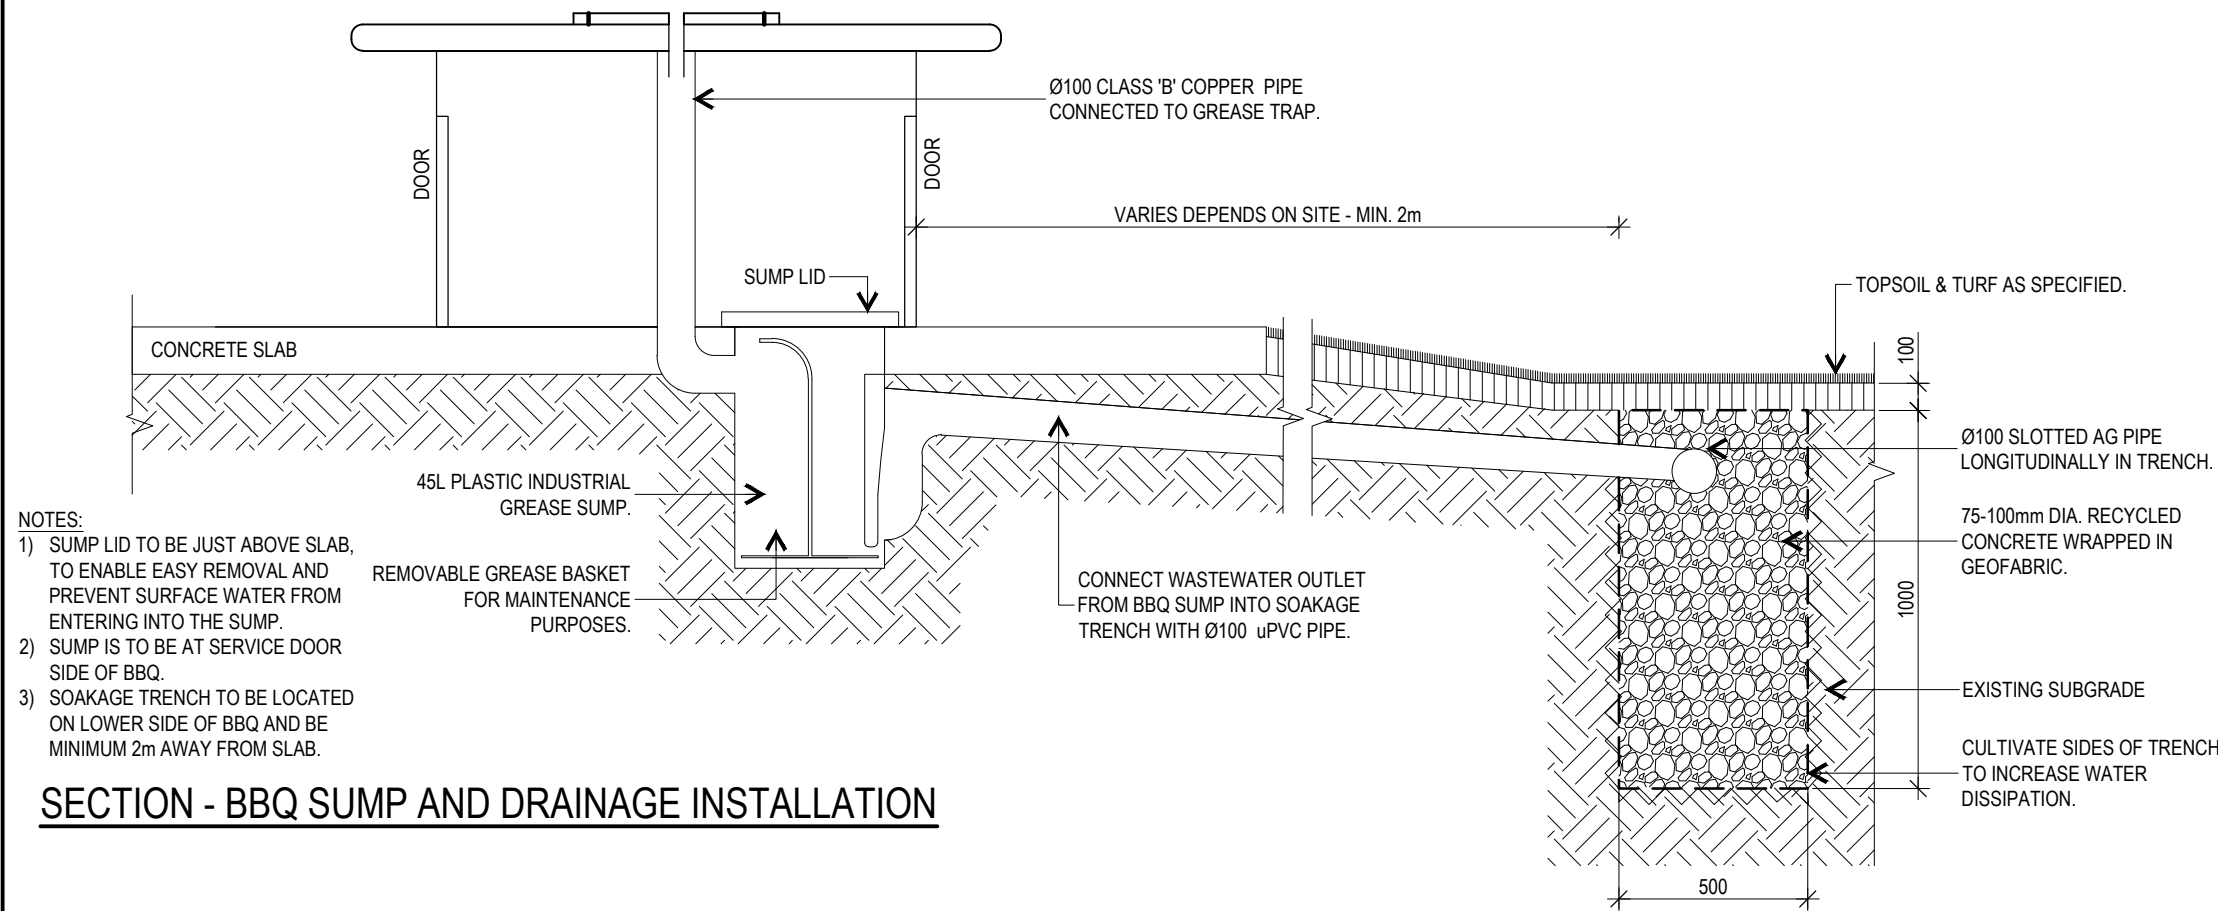 Ø100 CLASS 'B' COPPER PIPE
CONNECTED TO GREASE TRAP.
DOOR
DOOR
VARIES DEPENDS ON SITE - MIN. 2m
SUMP LID
TOPSOIL & TURF AS SPECIFIED.
CONCRETE SLAB
100
Ø100 SLOTTED AG PIPE
LONGITUDINALLY IN TRENCH.
45L PLASTIC INDUSTRIAL
GREASE SUMP.
75-100mm DIA. RECYCLED
CONCRETE WRAPPED IN
GEOFABRIC.
REMOVABLE GREASE BASKET
FOR MAINTENANCE
PURPOSES.
CONNECT WASTEWATER OUTLET
FROM BBQ SUMP INTO SOAKAGE
TRENCH WITH Ø100 uPVC PIPE.
1000
EXISTING SUBGRADE
CULTIVATE SIDES OF TRENCH
TO INCREASE WATER
DISSIPATION.
500
NOTES:
1) SUMP LID TO BE JUST ABOVE SLAB,
TO ENABLE EASY REMOVAL AND
PREVENT SURFACE WATER FROM
ENTERING INTO THE SUMP.
2) SUMP IS TO BE AT SERVICE DOOR
SIDE OF BBQ.
3) SOAKAGE TRENCH TO BE LOCATED
ON LOWER SIDE OF BBQ AND BE
MINIMUM 2m AWAY FROM SLAB.
SECTION - BBQ SUMP AND DRAINAGE INSTALLATION